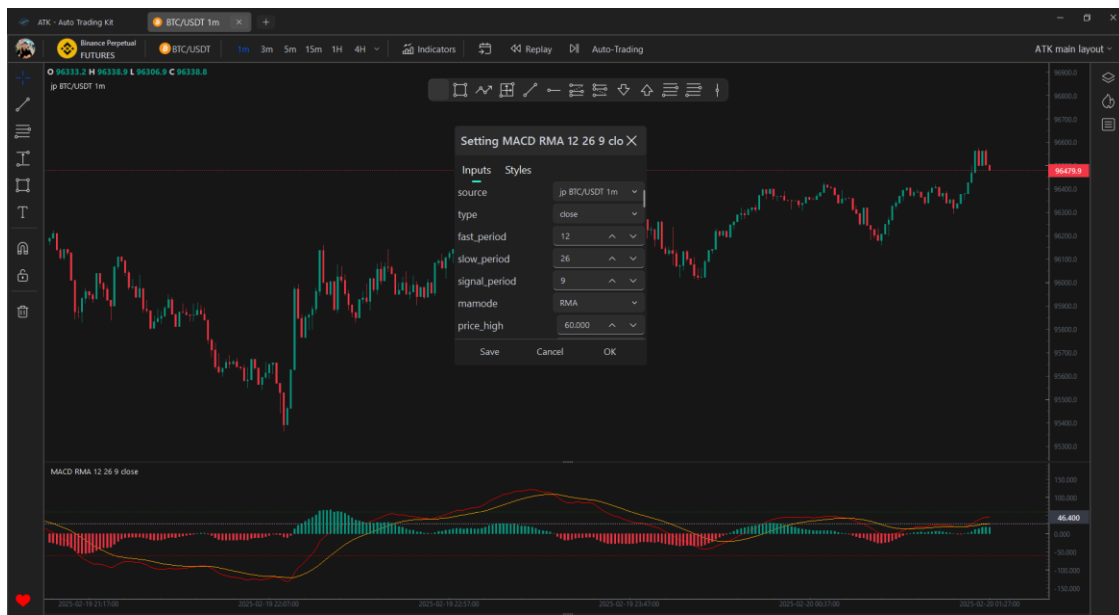 ATK - Auto Trading Kit
BTC/USDT 1m
Binance Perpetual
FUTURES
BTC/USDT
1m 3m 5m 15m 1H 4H
Indicators
Replay
Auto-Trading
ATK main layout
O 96333.2 H 96338.9 L 96306.9 C 96338.8
jp BTC/USDT 1m
T
Setting MACD RMA 12 26 9 clo
Inputs Styles
source jp BTC/USDT 1m
type close
fast_period 12
slow_period 26
signal_period 9
mamode RMA
price_high 60.000
Save Cancel OK
96900.0
96800.0
96700.0
96600.0
96479.9
96400.0
96300.0
96200.0
96100.0
96000.0
95900.0
95800.0
95700.0
95600.0
95500.0
95400.0
95300.0
MACD RMA 12 26 9 close
150.000
100.000
46.400
0.000
-50.000
-100.000
-150.000
2025-02-19 21:17:00 2025-02-19 22:07:00 2025-02-19 22:57:00 2025-02-19 23:47:00 2025-02-20 00:37:00 2025-02-20 01:27:00